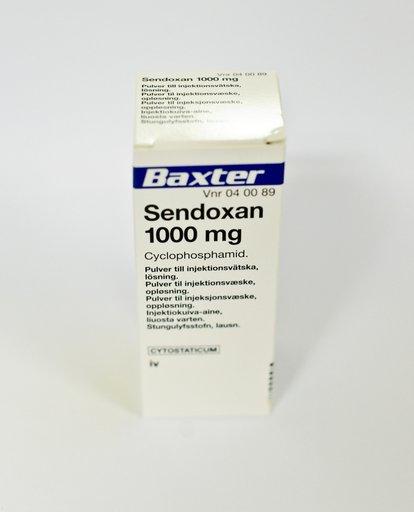 Vnr 04 00 89
Sendoxan 1000 mg
Pulver till injektionsvätska,
lösning.
Pulver til injektionsvæske,
opløsning.
Pulver til injeksjonsvæske,
oppløsning.
Injektiokuiva-aine,
liuosta varten.
Stungulyfsstofn, lausn.
Baxter
Vnr 04 00 89
Sendoxan
1000 mg
Cyclophosphamid.
Pulver till injektionsvätska,
lösning.
Pulver til injektionsvæske,
opløsning.
Pulver til injeksjonsvæske,
oppløsning.
Injektiokuiva-aine,
liuosta varten.
Stungulyfsstofn, lausn.
CYTOSTATICUM
iv